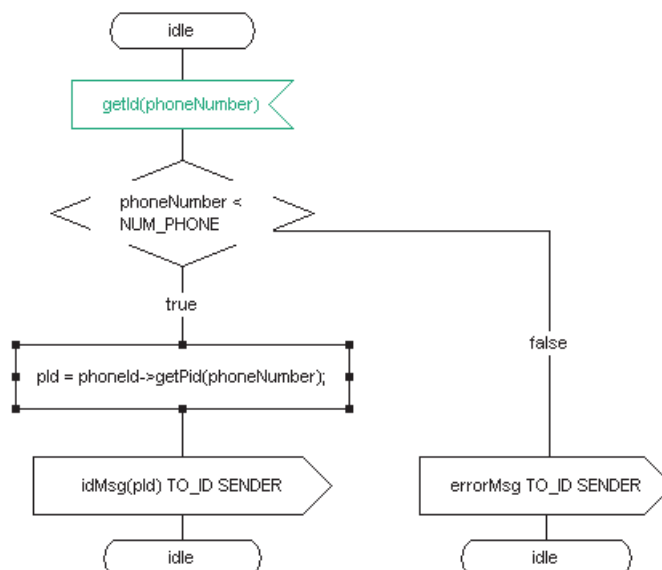 idle
getId(phoneNumber)
phoneNumber <
NUM_PHONE
true
false
pId = phoneId->getPid(phoneNumber);
idMsg(pId) TO_ID SENDER
errorMsg TO_ID SENDER
idle
idle